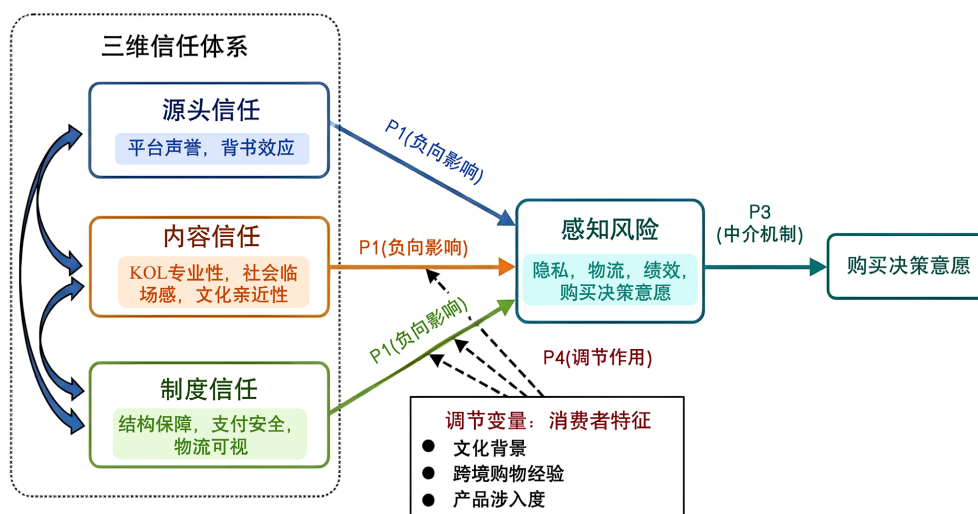 三维信任体系
源头信任
平台声誉，背书效应
内容信任
KOL专业性，社会临
场感，文化亲近性
制度信任
结构保障，支付安全，
物流可视
P1(负向影响)
P1(负向影响)
P1(负向影响)
感知风险
隐私，物流，绩效，
购买决策意愿
P3
(中介机制)
购买决策意愿
P4(调节作用)
调节变量：消费者特征
● 文化背景
● 跨境购物经验
● 产品涉入度